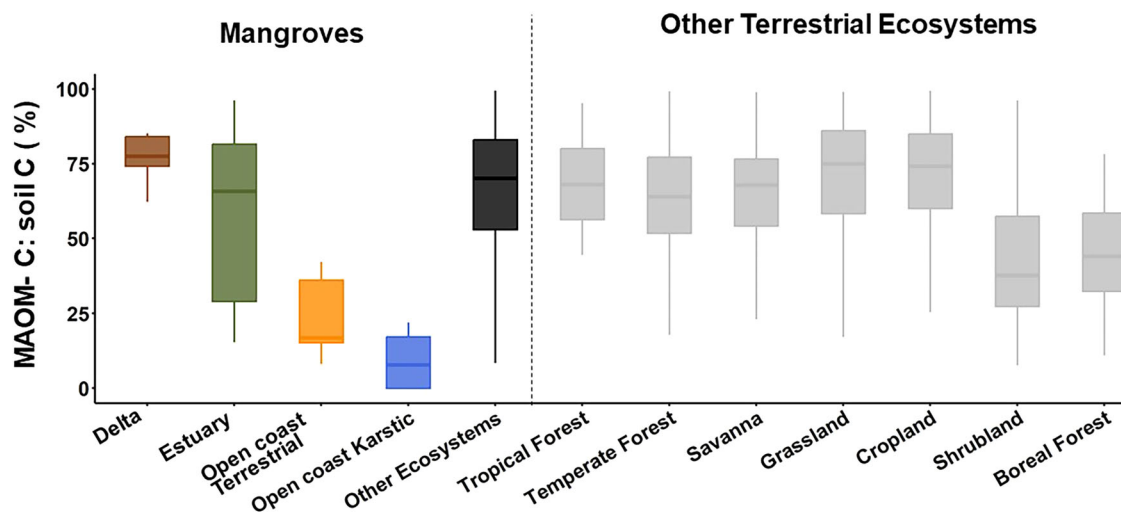 Mangroves
Other Terrestrial Ecosystems
MAOM- C: soil C ( %)
100
75
50
25
0
Delta
Estuary
Open coast
Terrestrial
Open coast Karstic
Other Ecosystems
Tropical Forest
Temperate Forest
Savanna
Grassland
Cropland
Shrubland
Boreal Forest